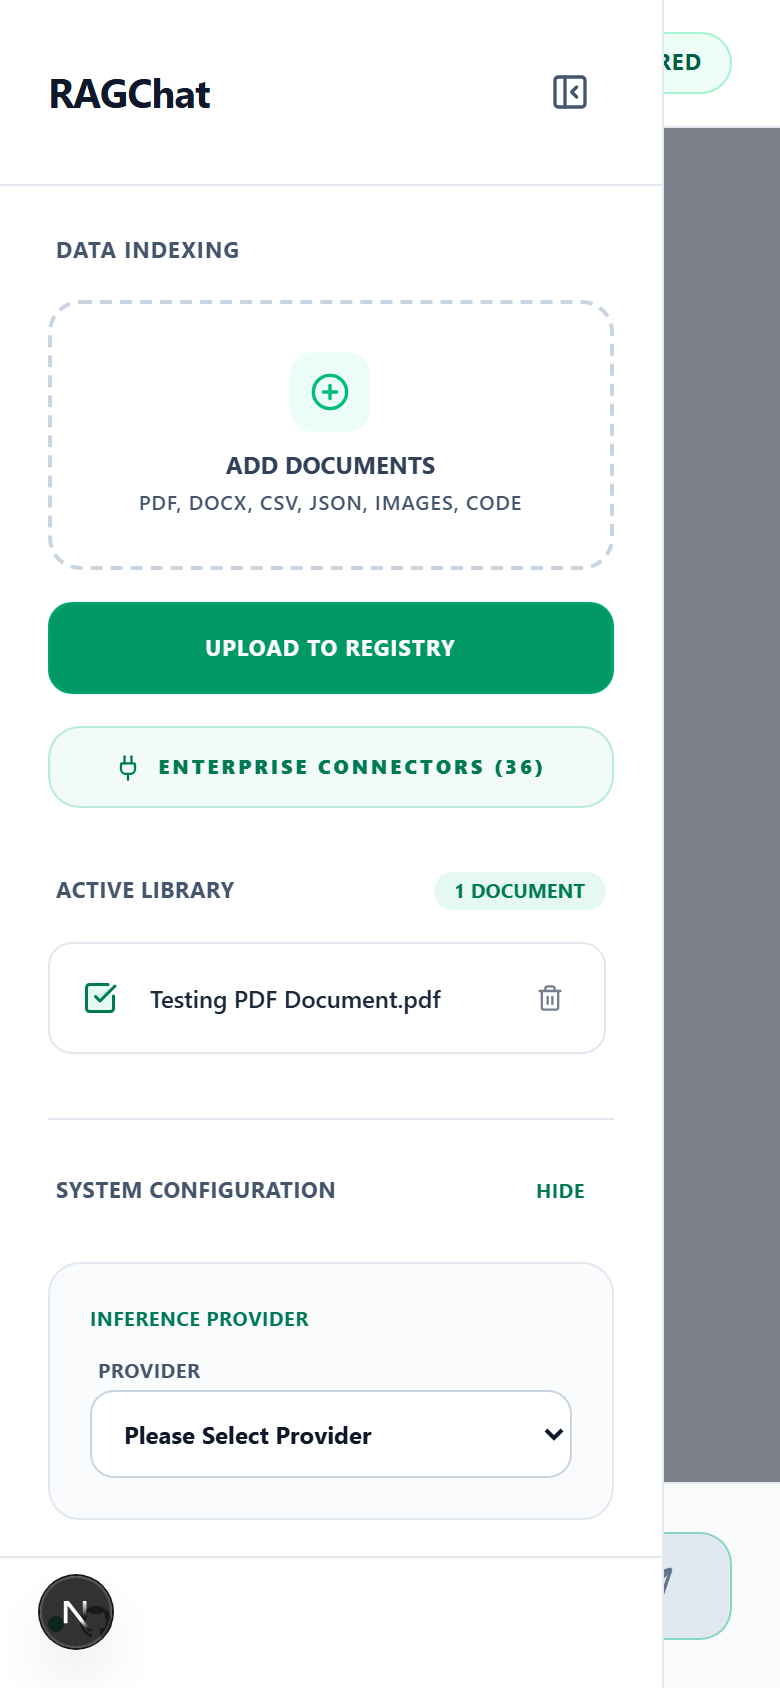 RAGChat
RED
DATA INDEXING
ADD DOCUMENTS
PDF, DOCX, CSV, JSON, IMAGES, CODE
UPLOAD TO REGISTRY
ENTERPRISE CONNECTORS (36)
ACTIVE LIBRARY
1 DOCUMENT
Testing PDF Document.pdf
SYSTEM CONFIGURATION
HIDE
INFERENCE PROVIDER
PROVIDER
Please Select Provider
N